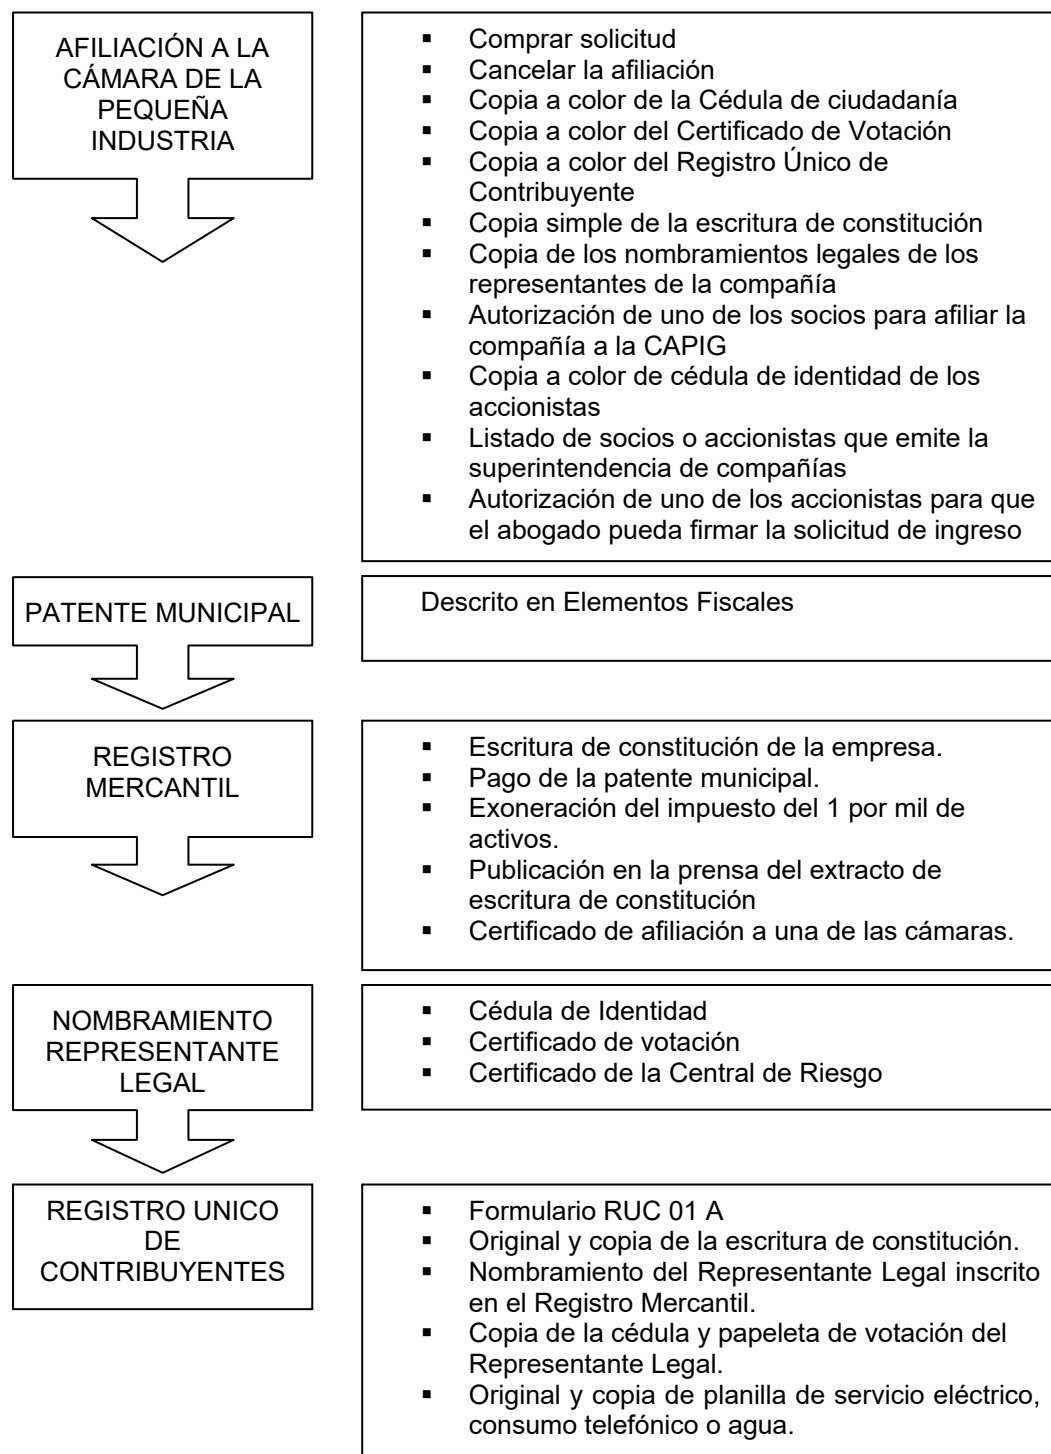 AFILIACIÓN A LA
CÁMARA DE LA
PEQUEÑA
INDUSTRIA
▪ Comprar solicitud
▪ Cancelar la afiliación
▪ Copia a color de la Cédula de ciudadanía
▪ Copia a color del Certificado de Votación
▪ Copia a color del Registro Único de
Contribuyente
▪ Copia simple de la escritura de constitución
▪ Copia de los nombramientos legales de los
representantes de la compañía
▪ Autorización de uno de los socios para afiliar la
compañía a la CAPIG
▪ Copia a color de cédula de identidad de los
accionistas
▪ Listado de socios o accionistas que emite la
superintendencia de compañías
▪ Autorización de uno de los accionistas para que
el abogado pueda firmar la solicitud de ingreso
PATENTE MUNICIPAL
Descrito en Elementos Fiscales
REGISTRO
MERCANTIL
▪ Escritura de constitución de la empresa.
▪ Pago de la patente municipal.
▪ Exoneración del impuesto del 1 por mil de
activos.
▪ Publicación en la prensa del extracto de
escritura de constitución
▪ Certificado de afiliación a una de las cámaras.
NOMBRAMIENTO
REPRESENTANTE
LEGAL
▪ Cédula de Identidad
▪ Certificado de votación
▪ Certificado de la Central de Riesgo
REGISTRO UNICO
DE
CONTRIBUYENTES
▪ Formulario RUC 01 A
▪ Original y copia de la escritura de constitución.
▪ Nombramiento del Representante Legal inscrito
en el Registro Mercantil.
▪ Copia de la cédula y papeleta de votación del
Representante Legal.
▪ Original y copia de planilla de servicio eléctrico,
consumo telefónico o agua.